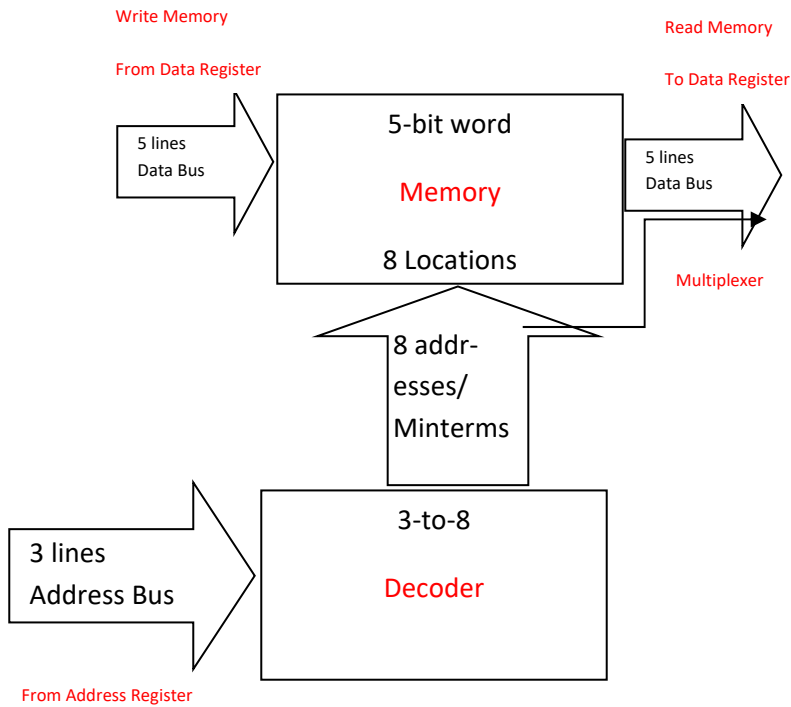 Write Memory
From Data Register
Read Memory
To Data Register
5 lines
Data Bus
5-bit word
Memory
8 Locations
5 lines
Data Bus
Multiplexer
8 addr-
esses/
Minterms
3-to-8
Decoder
3 lines
Address Bus
From Address Register